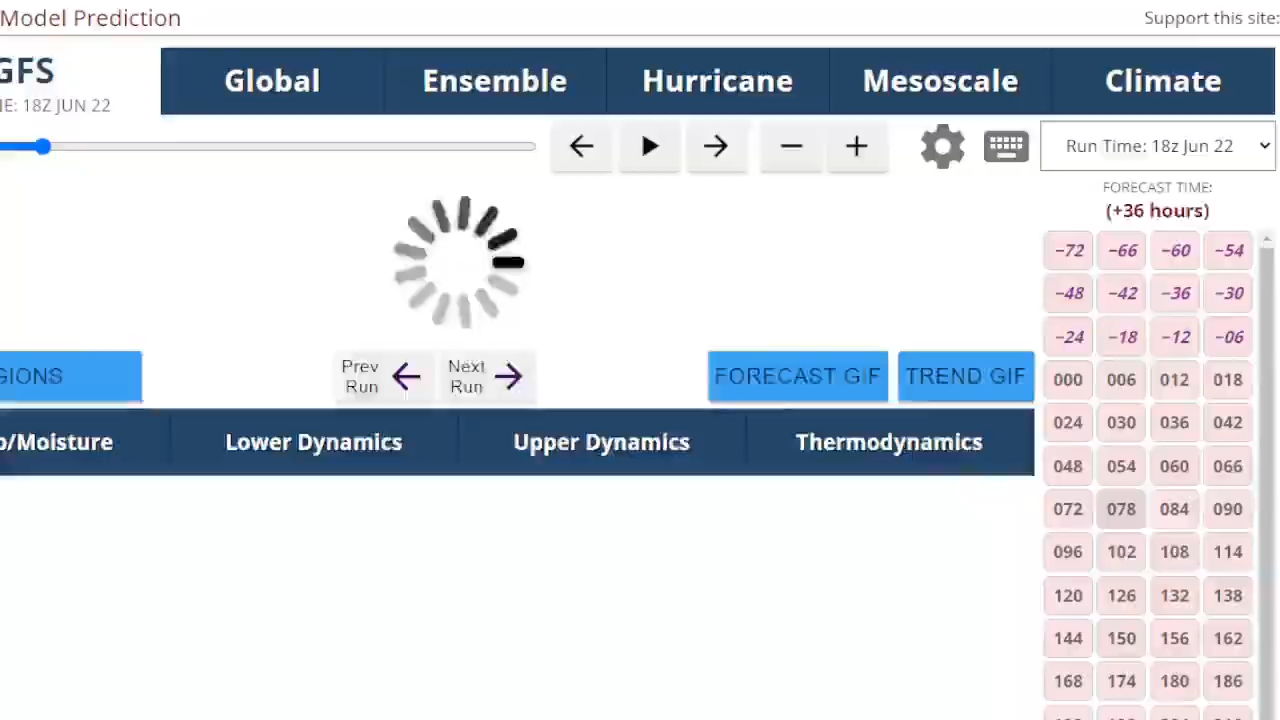 Model Prediction
Support this site:
GFS
Global
Ensemble
Hurricane
Mesoscale
Climate
E: 18Z JUN 22
Run Time: 18z Jun 22
FORECAST TIME:
(+36 hours)
−72 −66 −60 −54
−48 −42 −36 −30
−24 −18 −12 −06
000 006 012 018
024 030 036 042
048 054 060 066
072 078 084 090
096 102 108 114
120 126 132 138
144 150 156 162
168 174 180 186
GIONS
Prev
Run
Next
Run
FORECAST GIF
TREND GIF
p/Moisture
Lower Dynamics
Upper Dynamics
Thermodynamics